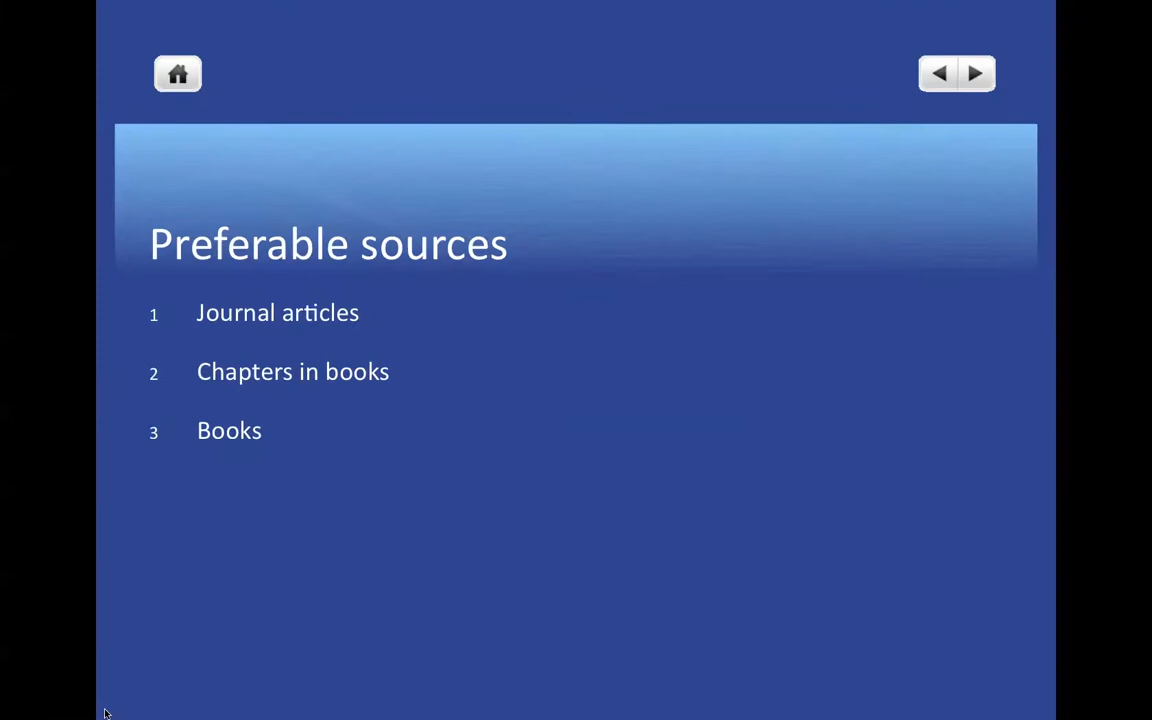 Preferable sources
1 Journal articles
2 Chapters in books
3 Books